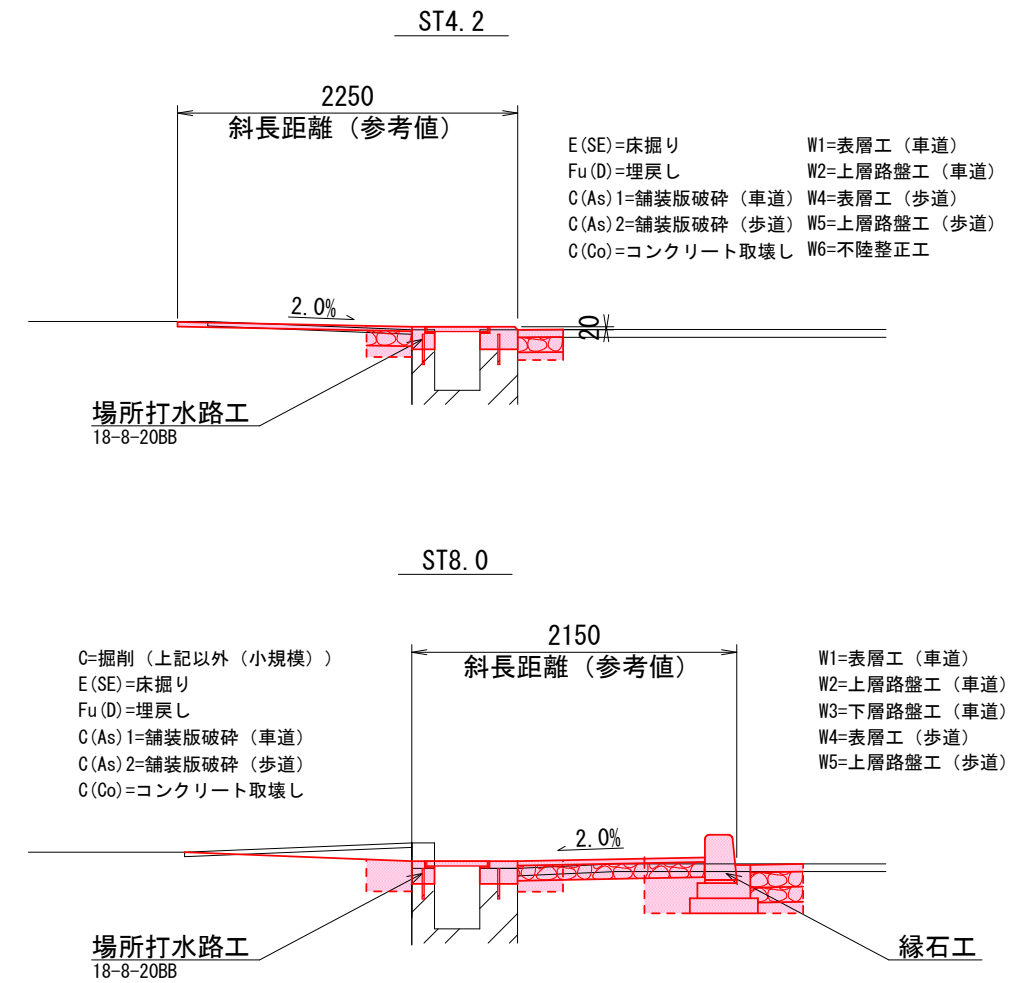 ST4.2
2250
斜長距離（参考値）
E(SE)=床掘り
Fu(D)=埋戻し
C(As)1=舗装版破砕（車道）
C(As)2=舗装版破砕（歩道）
C(Co)=コンクリート取壊し
W1=表層工（車道）
W2=上層路盤工（車道）
W4=表層工（歩道）
W5=上層路盤工（歩道）
W6=不陸整正工
2.0%
20
場所打水路工
18-8-20BB
ST8.0
2150
斜長距離（参考値）
C=掘削（上記以外（小規模））
E(SE)=床掘り
Fu(D)=埋戻し
C(As)1=舗装版破砕（車道）
C(As)2=舗装版破砕（歩道）
C(Co)=コンクリート取壊し
W1=表層工（車道）
W2=上層路盤工（車道）
W3=下層路盤工（車道）
W4=表層工（歩道）
W5=上層路盤工（歩道）
2.0%
場所打水路工
18-8-20BB
縁石工